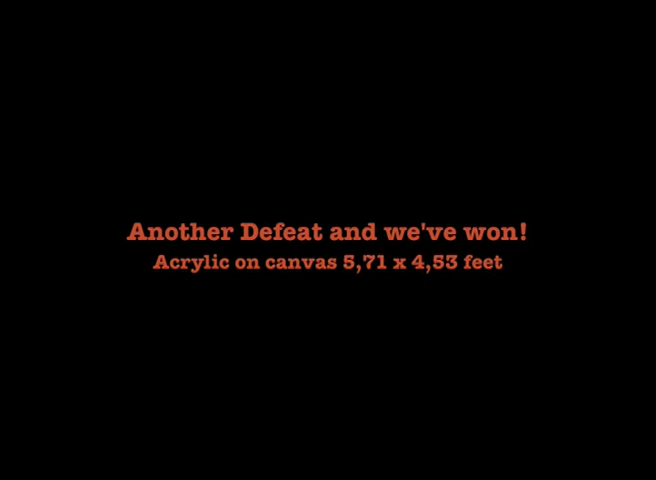 Another Defeat and we've won!
Acrylic on canvas 5,71 x 4,53 feet